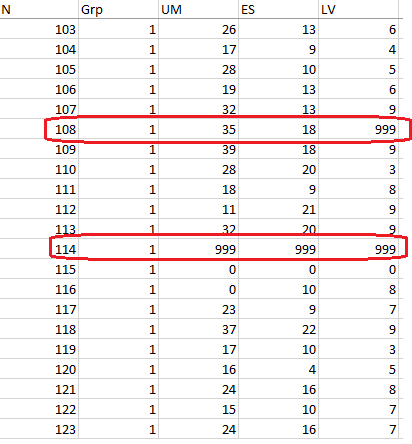 N Grp UM ES LV
103 1 26 13 6
104 1 17 9 4
105 1 28 10 5
106 1 19 13 6
107 1 32 13 9
108 1 35 18 999
109 1 39 18 9
110 1 28 20 3
111 1 18 9 8
112 1 11 21 9
113 1 32 20 9
114 1 999 999 999
115 1 0 0 0
116 1 0 10 8
117 1 23 9 7
118 1 37 22 9
119 1 17 10 3
120 1 16 4 5
121 1 24 16 8
122 1 15 10 7
123 1 24 16 7